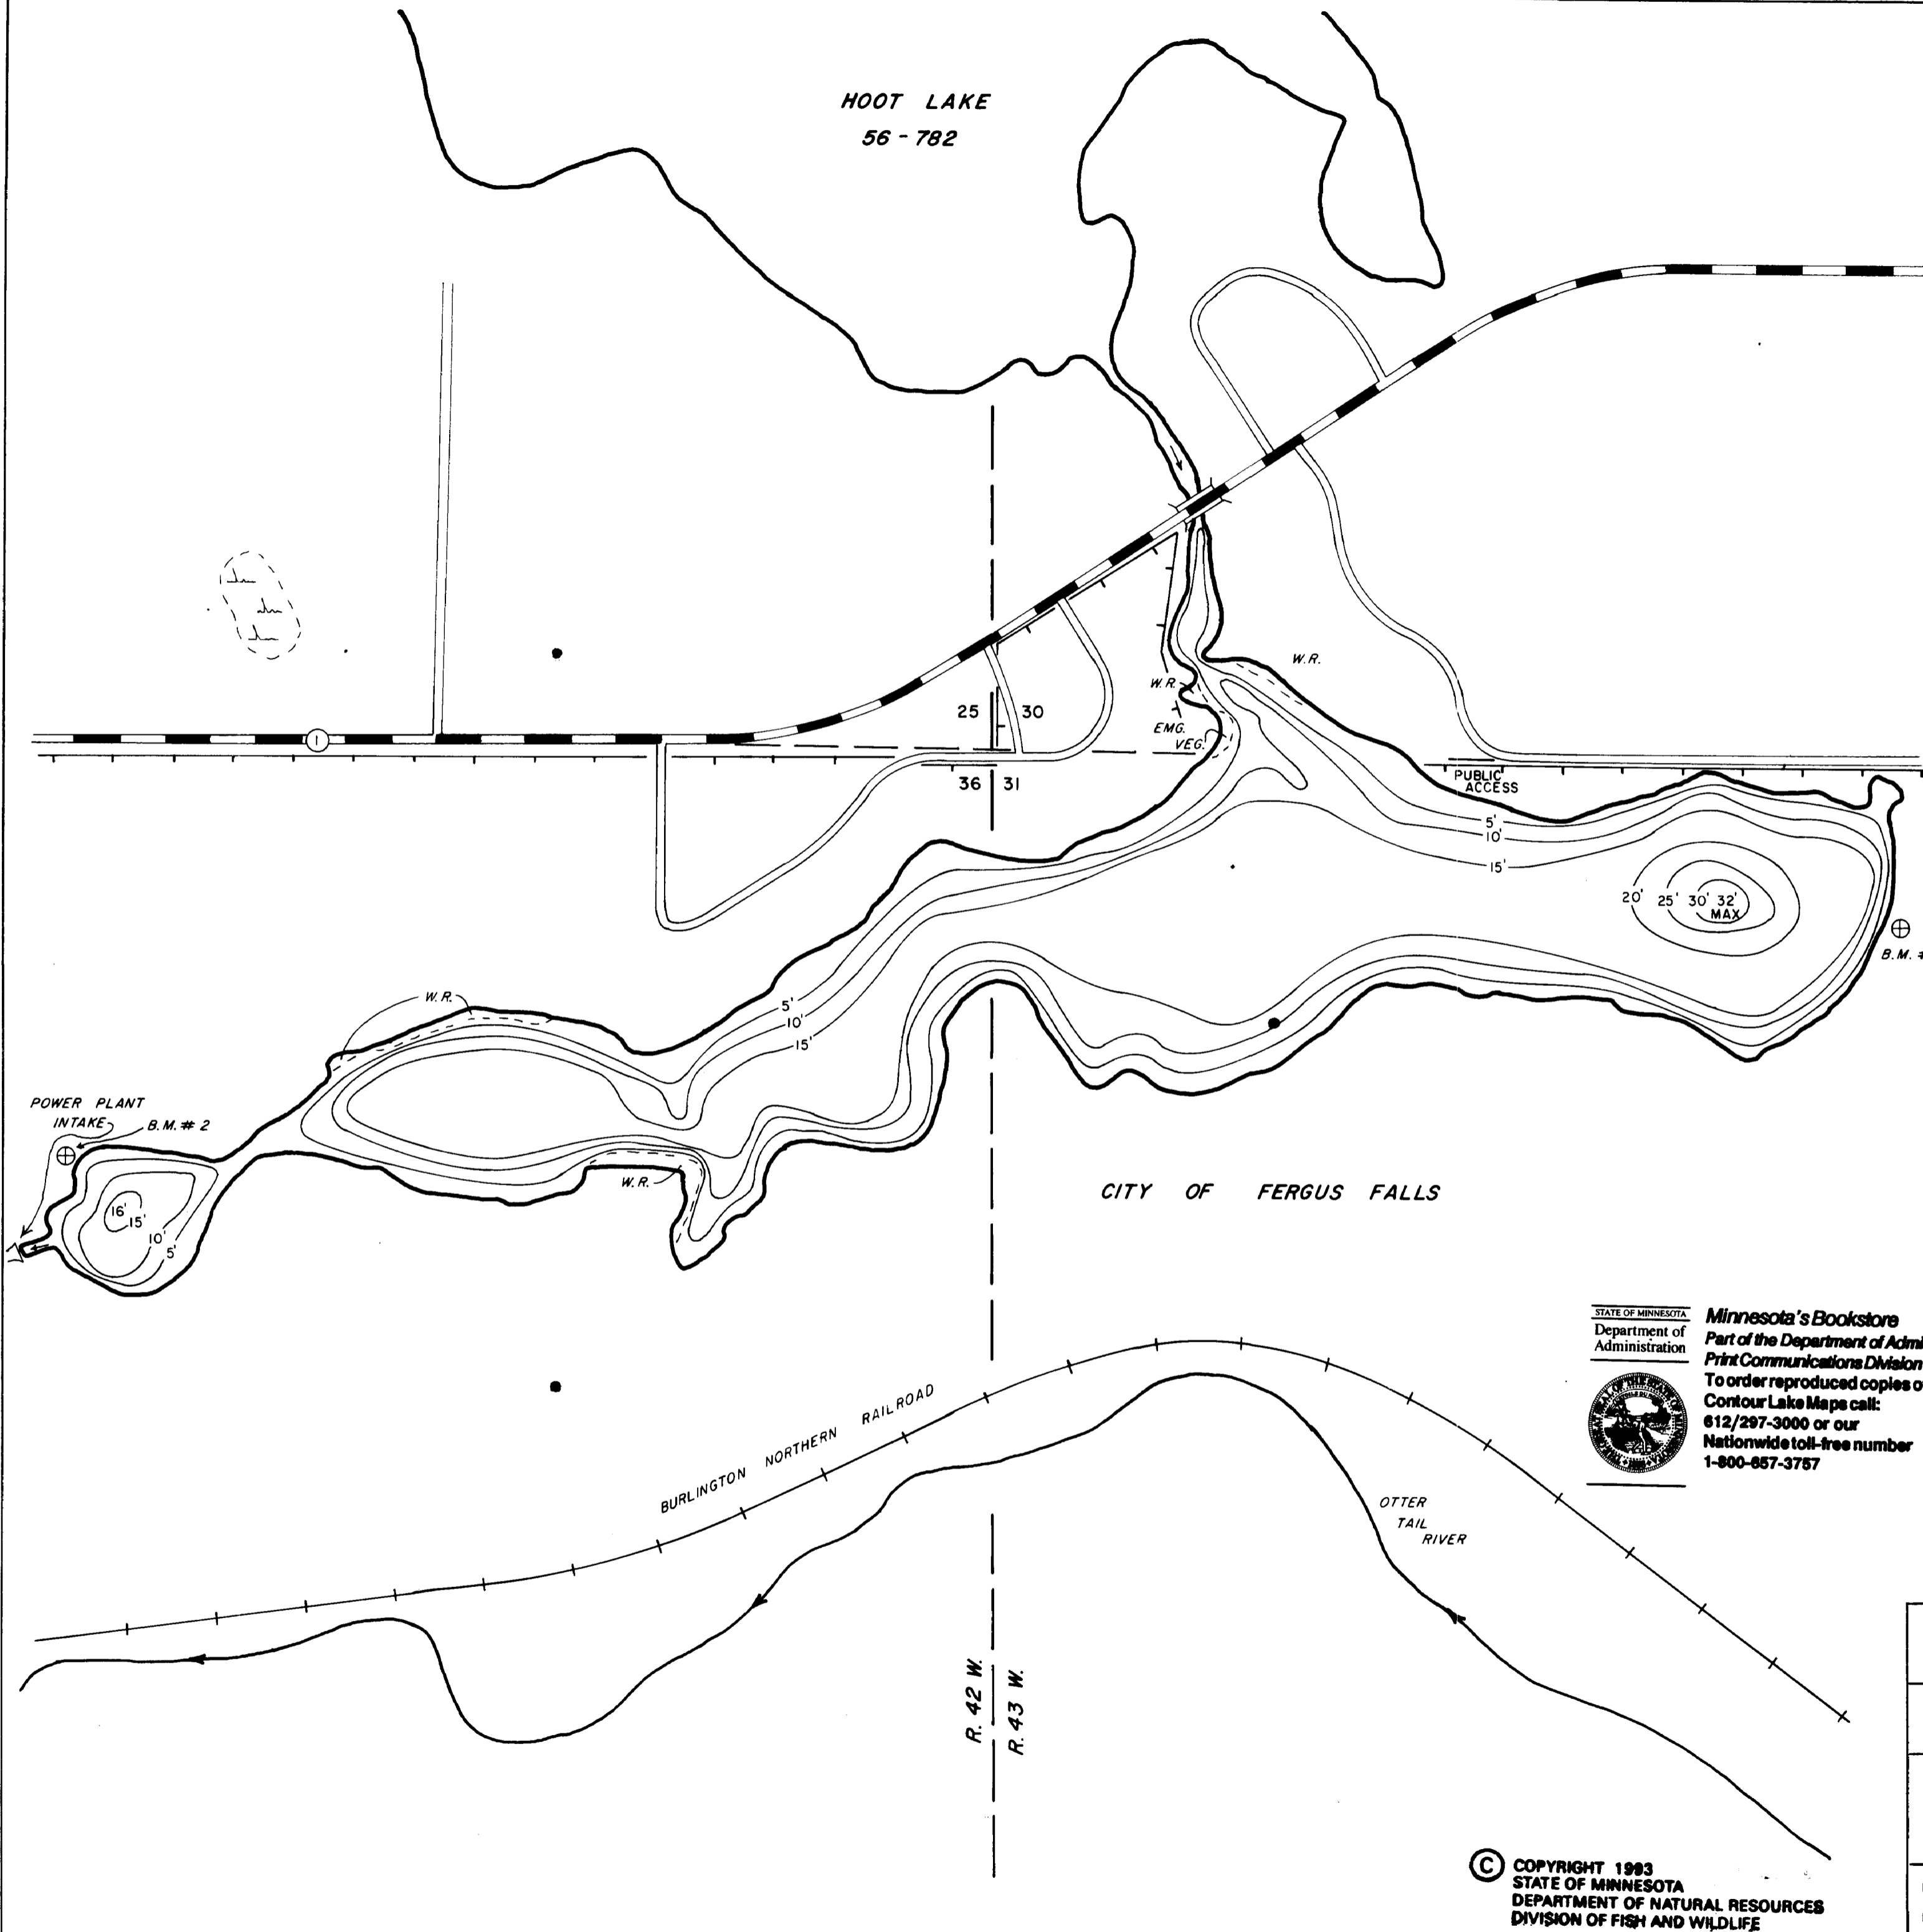 HOOT LAKE
56 - 782
W.R.
W.R.
25 30
EMG.
VEG.
1
36 31
PUBLIC
ACCESS
5'
10'
15'
20' 25' 30' 32'
MAX
B.M. #
W.R.
5'
10'
15'
POWER PLANT
INTAKE
B.M. # 2
W.R.
16'
15'
10'
5'
CITY OF FERGUS FALLS
STATE OF MINNESOTA
Department of
Administration
Minnesota's Bookstore
Part of the Department of Admi
Print Communications Division
To order reproduced copies o
Contour Lake Maps call:
612/297-3000 or our
Nationwide toll-free number
1-800-657-3757
BURLINGTON NORTHERN RAILROAD
OTTER
TAIL
RIVER
R. 42 W.
R. 43 W.
© COPYRIGHT 1993
STATE OF MINNESOTA
DEPARTMENT OF NATURAL RESOURCES
DIVISION OF FISH AND WILDLIFE